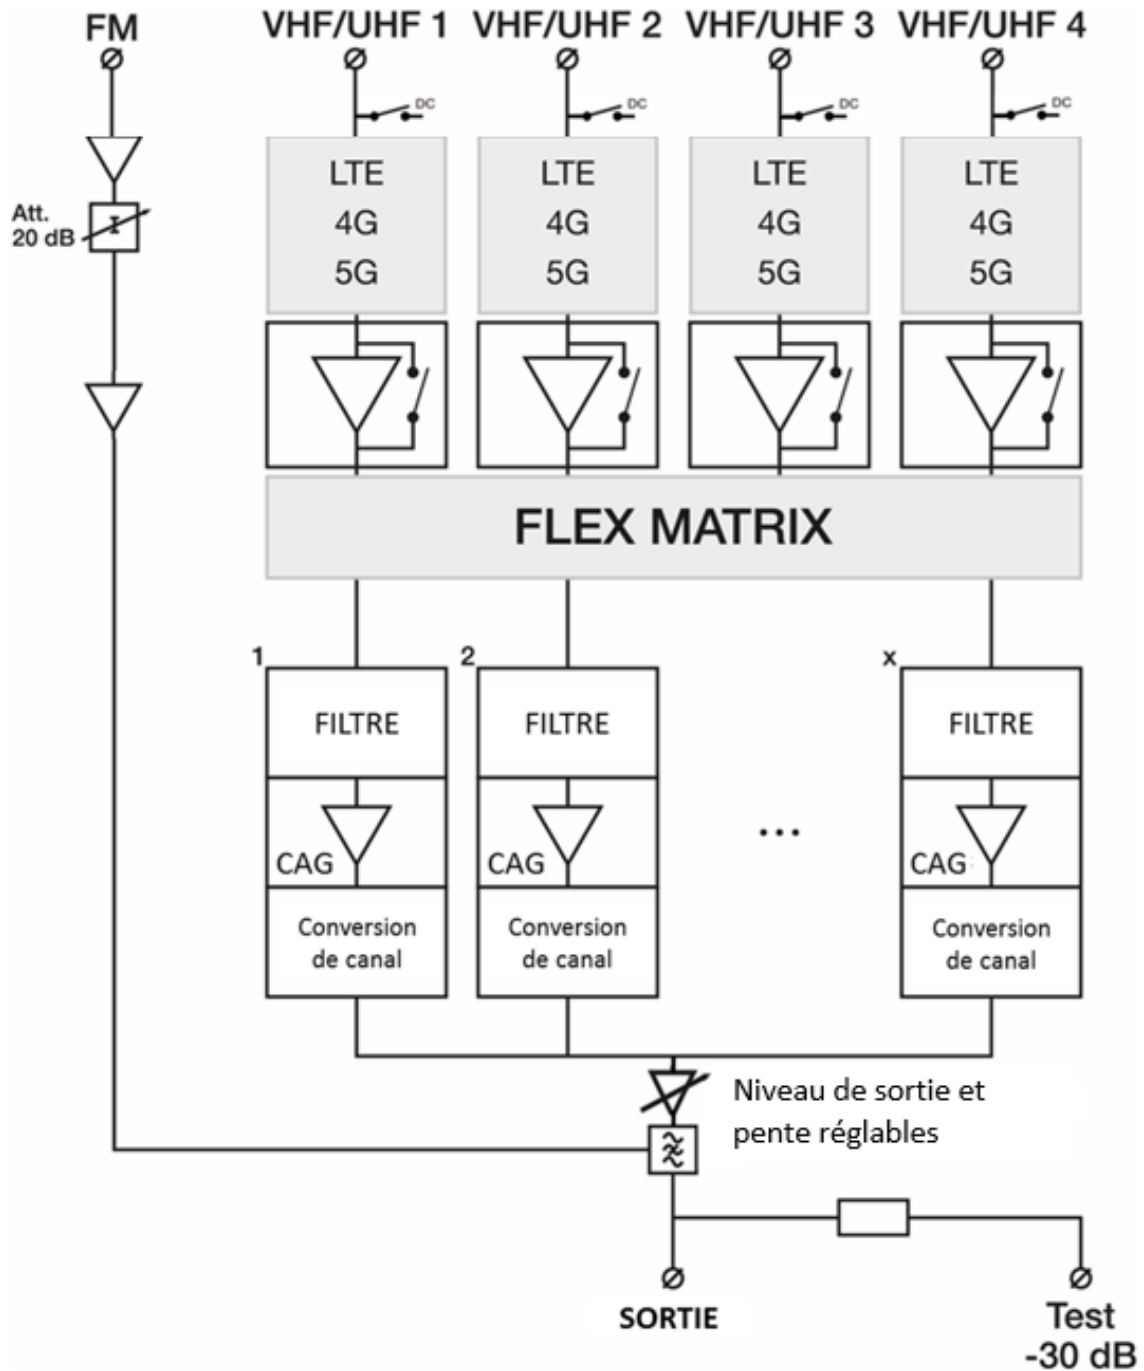 FM
VHF/UHF 1
VHF/UHF 2
VHF/UHF 3
VHF/UHF 4
DC
DC
DC
DC
LTE
4G
5G
LTE
4G
5G
LTE
4G
5G
LTE
4G
5G
Att.
20 dB
FLEX MATRIX
1
2
x
FILTRE
FILTRE
FILTRE
...
CAG
CAG
CAG
Conversion
de canal
Conversion
de canal
Conversion
de canal
Niveau de sortie et
pente réglables
SORTIE
Test
-30 dB